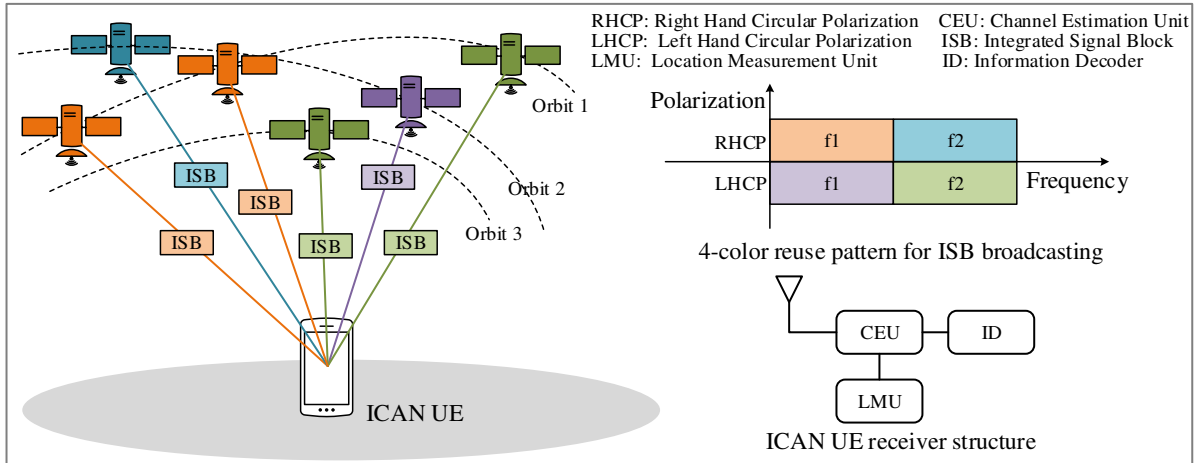 RHCP: Right Hand Circular Polarization CEU: Channel Estimation Unit
LHCP: Left Hand Circular Polarization ISB: Integrated Signal Block
LMU: Location Measurement Unit ID: Information Decoder
Orbit 1
Orbit 2
Orbit 3
ISB
ISB
ISB
ISB
ISB
ISB
ICAN UE
Polarization
RHCP f1 f2
LHCP f1 f2 Frequency
4-color reuse pattern for ISB broadcasting
CEU ID
LMU
ICAN UE receiver structure